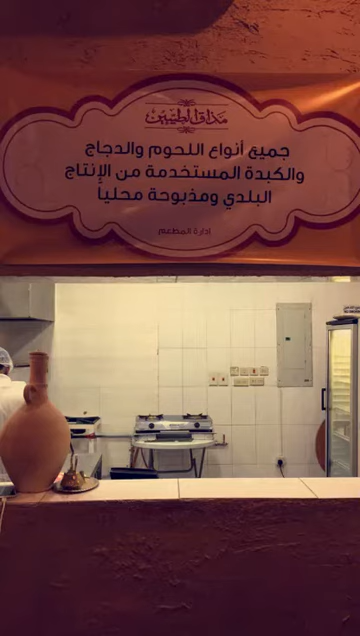 مذاق الطيبين
جميع أنواع اللحوم والدجاج
والكبدة المستخدمة من الإنتاج
البلدي ومذبوحة محلياً
إدارة المطعم